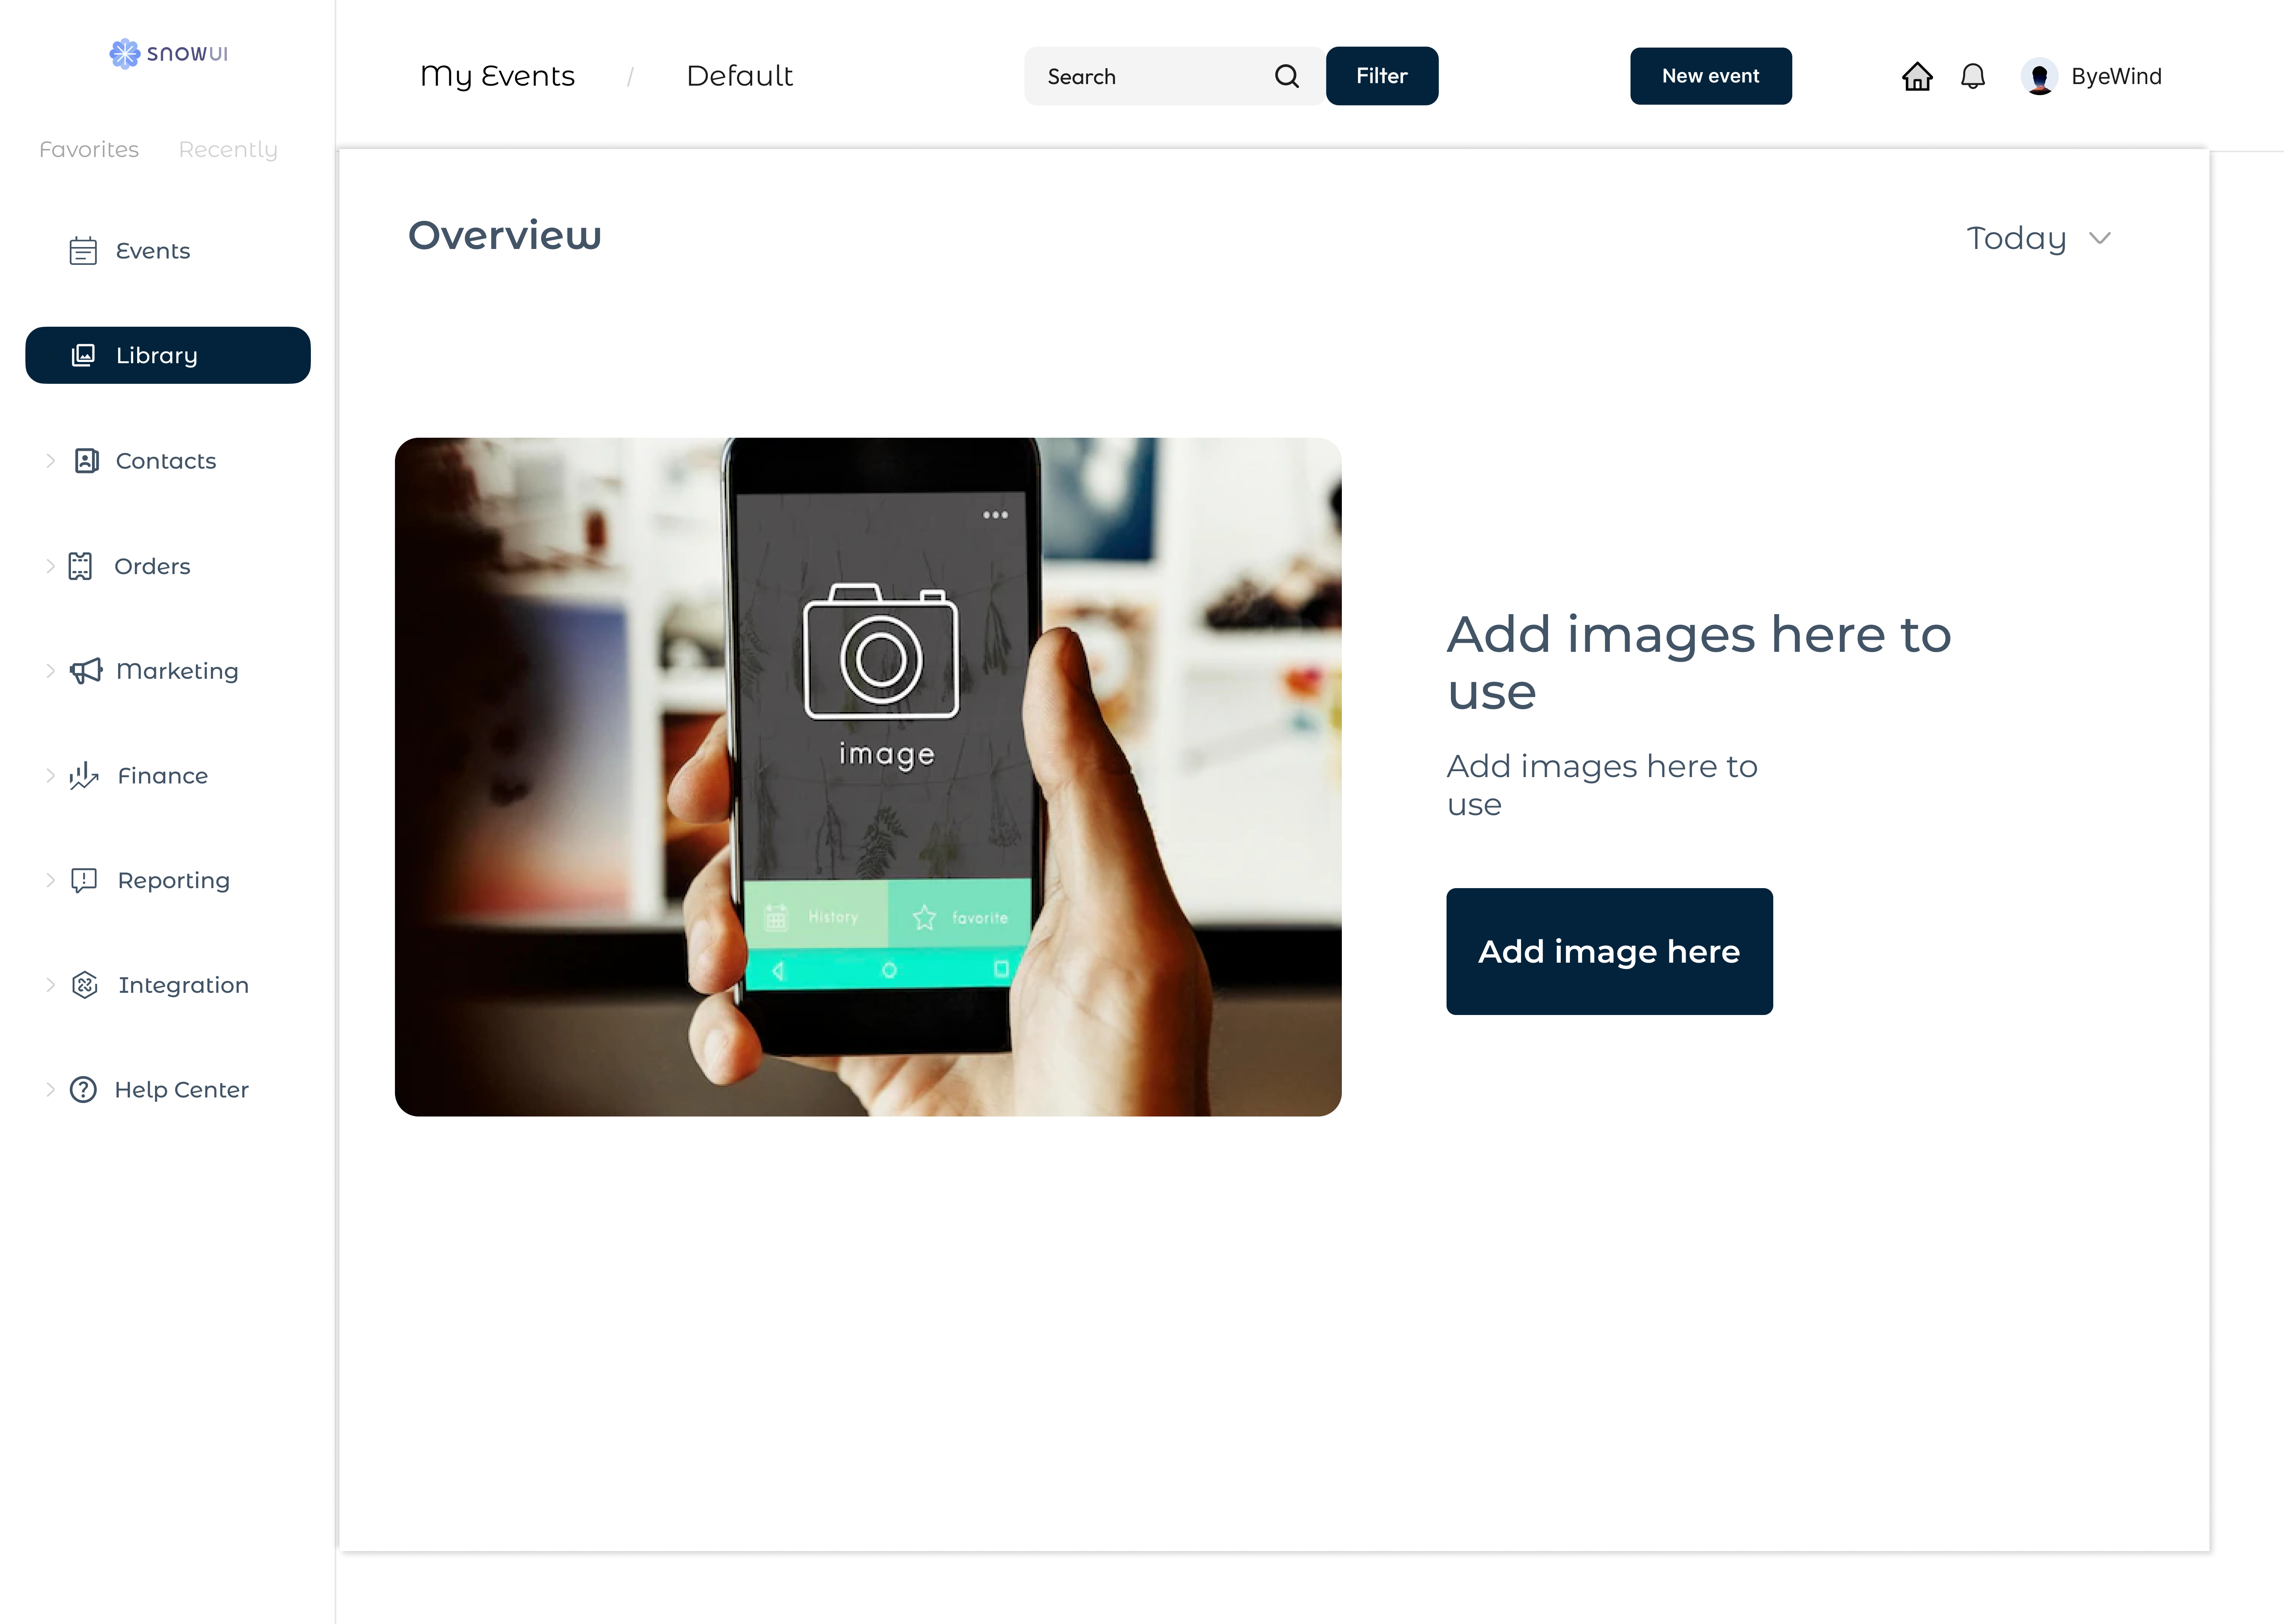 snowUI
Favorites Recently
Events
Library
Contacts
Orders
Marketing
Finance
Reporting
Integration
Help Center
My Events / Default
Search
Filter
New event
ByeWind
Overview
Today
image
History
favorite
Add images here to
use
Add images here to
use
Add image here